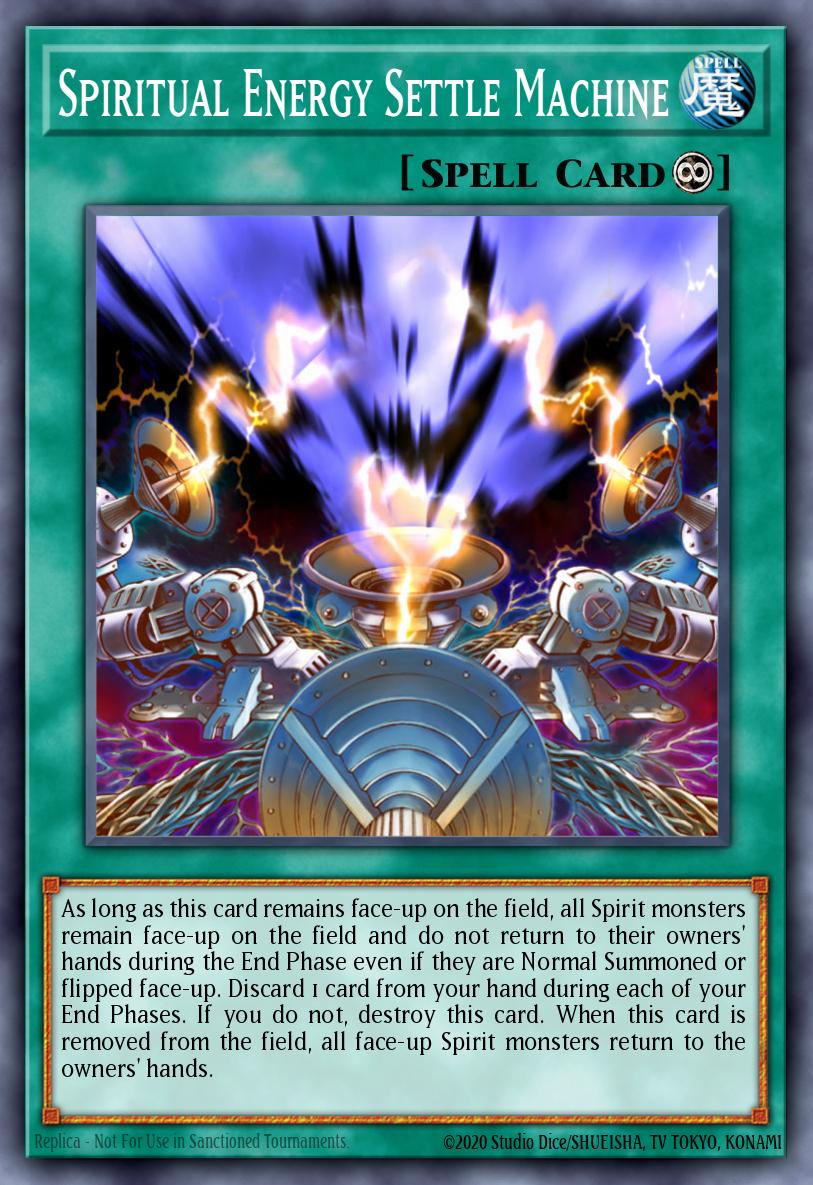 Spiritual Energy Settle Machine
SPELL
魔
[Spell Card]
As long as this card remains face-up on the field, all Spirit monsters
remain face-up on the field and do not return to their owners'
hands during the End Phase even if they are Normal Summoned or
flipped face-up. Discard 1 card from your hand during each of your
End Phases. If you do not, destroy this card. When this card is
removed from the field, all face-up Spirit monsters return to the
owners' hands.
Replica - Not For Use in Sanctioned Tournaments.
©2020 Studio Dice/SHUEISHA, TV TOKYO, KONAMI